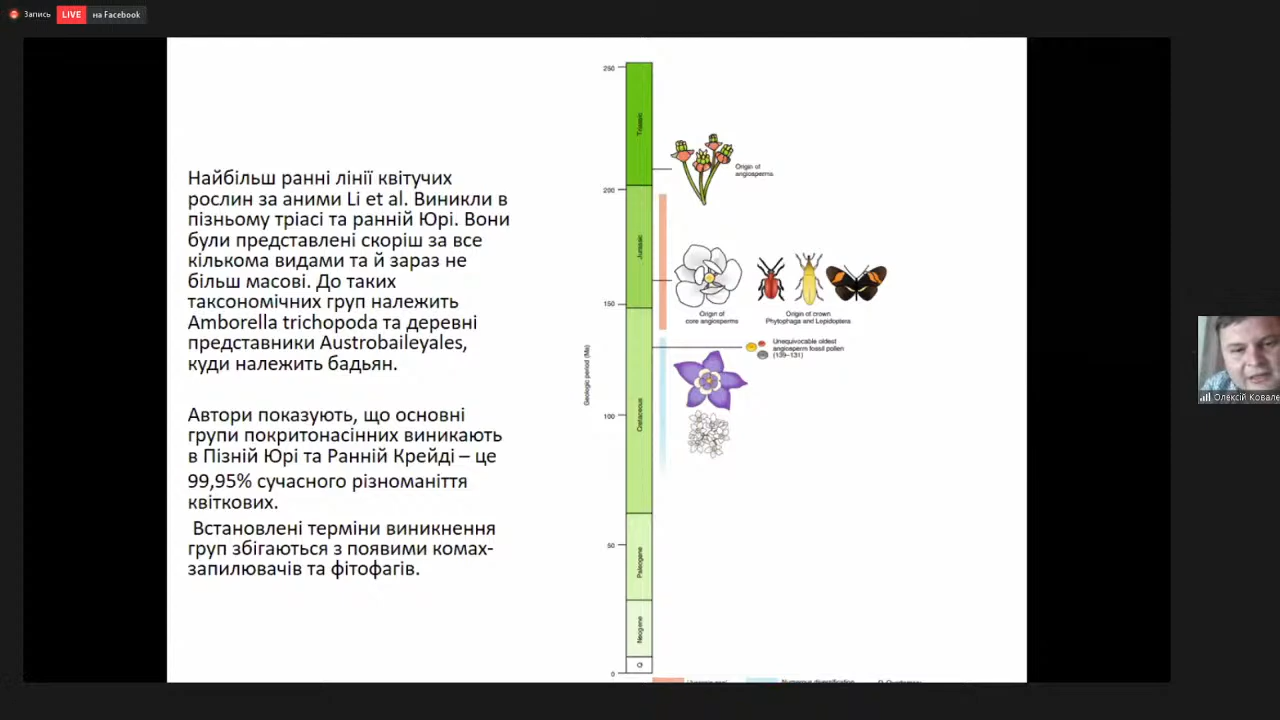 Запись
LIVE
на Facebook
Найбільш ранні лінії квітучих
рослин за аними Li et al. Виникли в
пізньому тріасі та ранній Юрі. Вони
були представлені скоріш за все
кількома видами та й зараз не
більш масові. До таких
таксономічних груп належить
Amborella trichopoda та деревні
представники Austrobaileyales,
куди належить бадьян.
Автори показують, що основні
групи покритонасінних виникають
в Пізній Юрі та Ранній Крейді – це
99,95% сучасного різноманіття
квіткових.
Встановлені терміни виникнення
груп збігаються з появими комах-
запилювачів та фітофагів.
250
200
150
100
50
0
Geologic period (Ma)
Triassic
Jurassic
Cretaceous
Paleogene
Neogene
Q
Origin of
angiosperms
Origin of
core angiosperms
Origin of crown
Phytophaga and Lepidoptera
Unequivocable oldest
angiosperm fossil pollen
(139–131)
Олексій Ковале